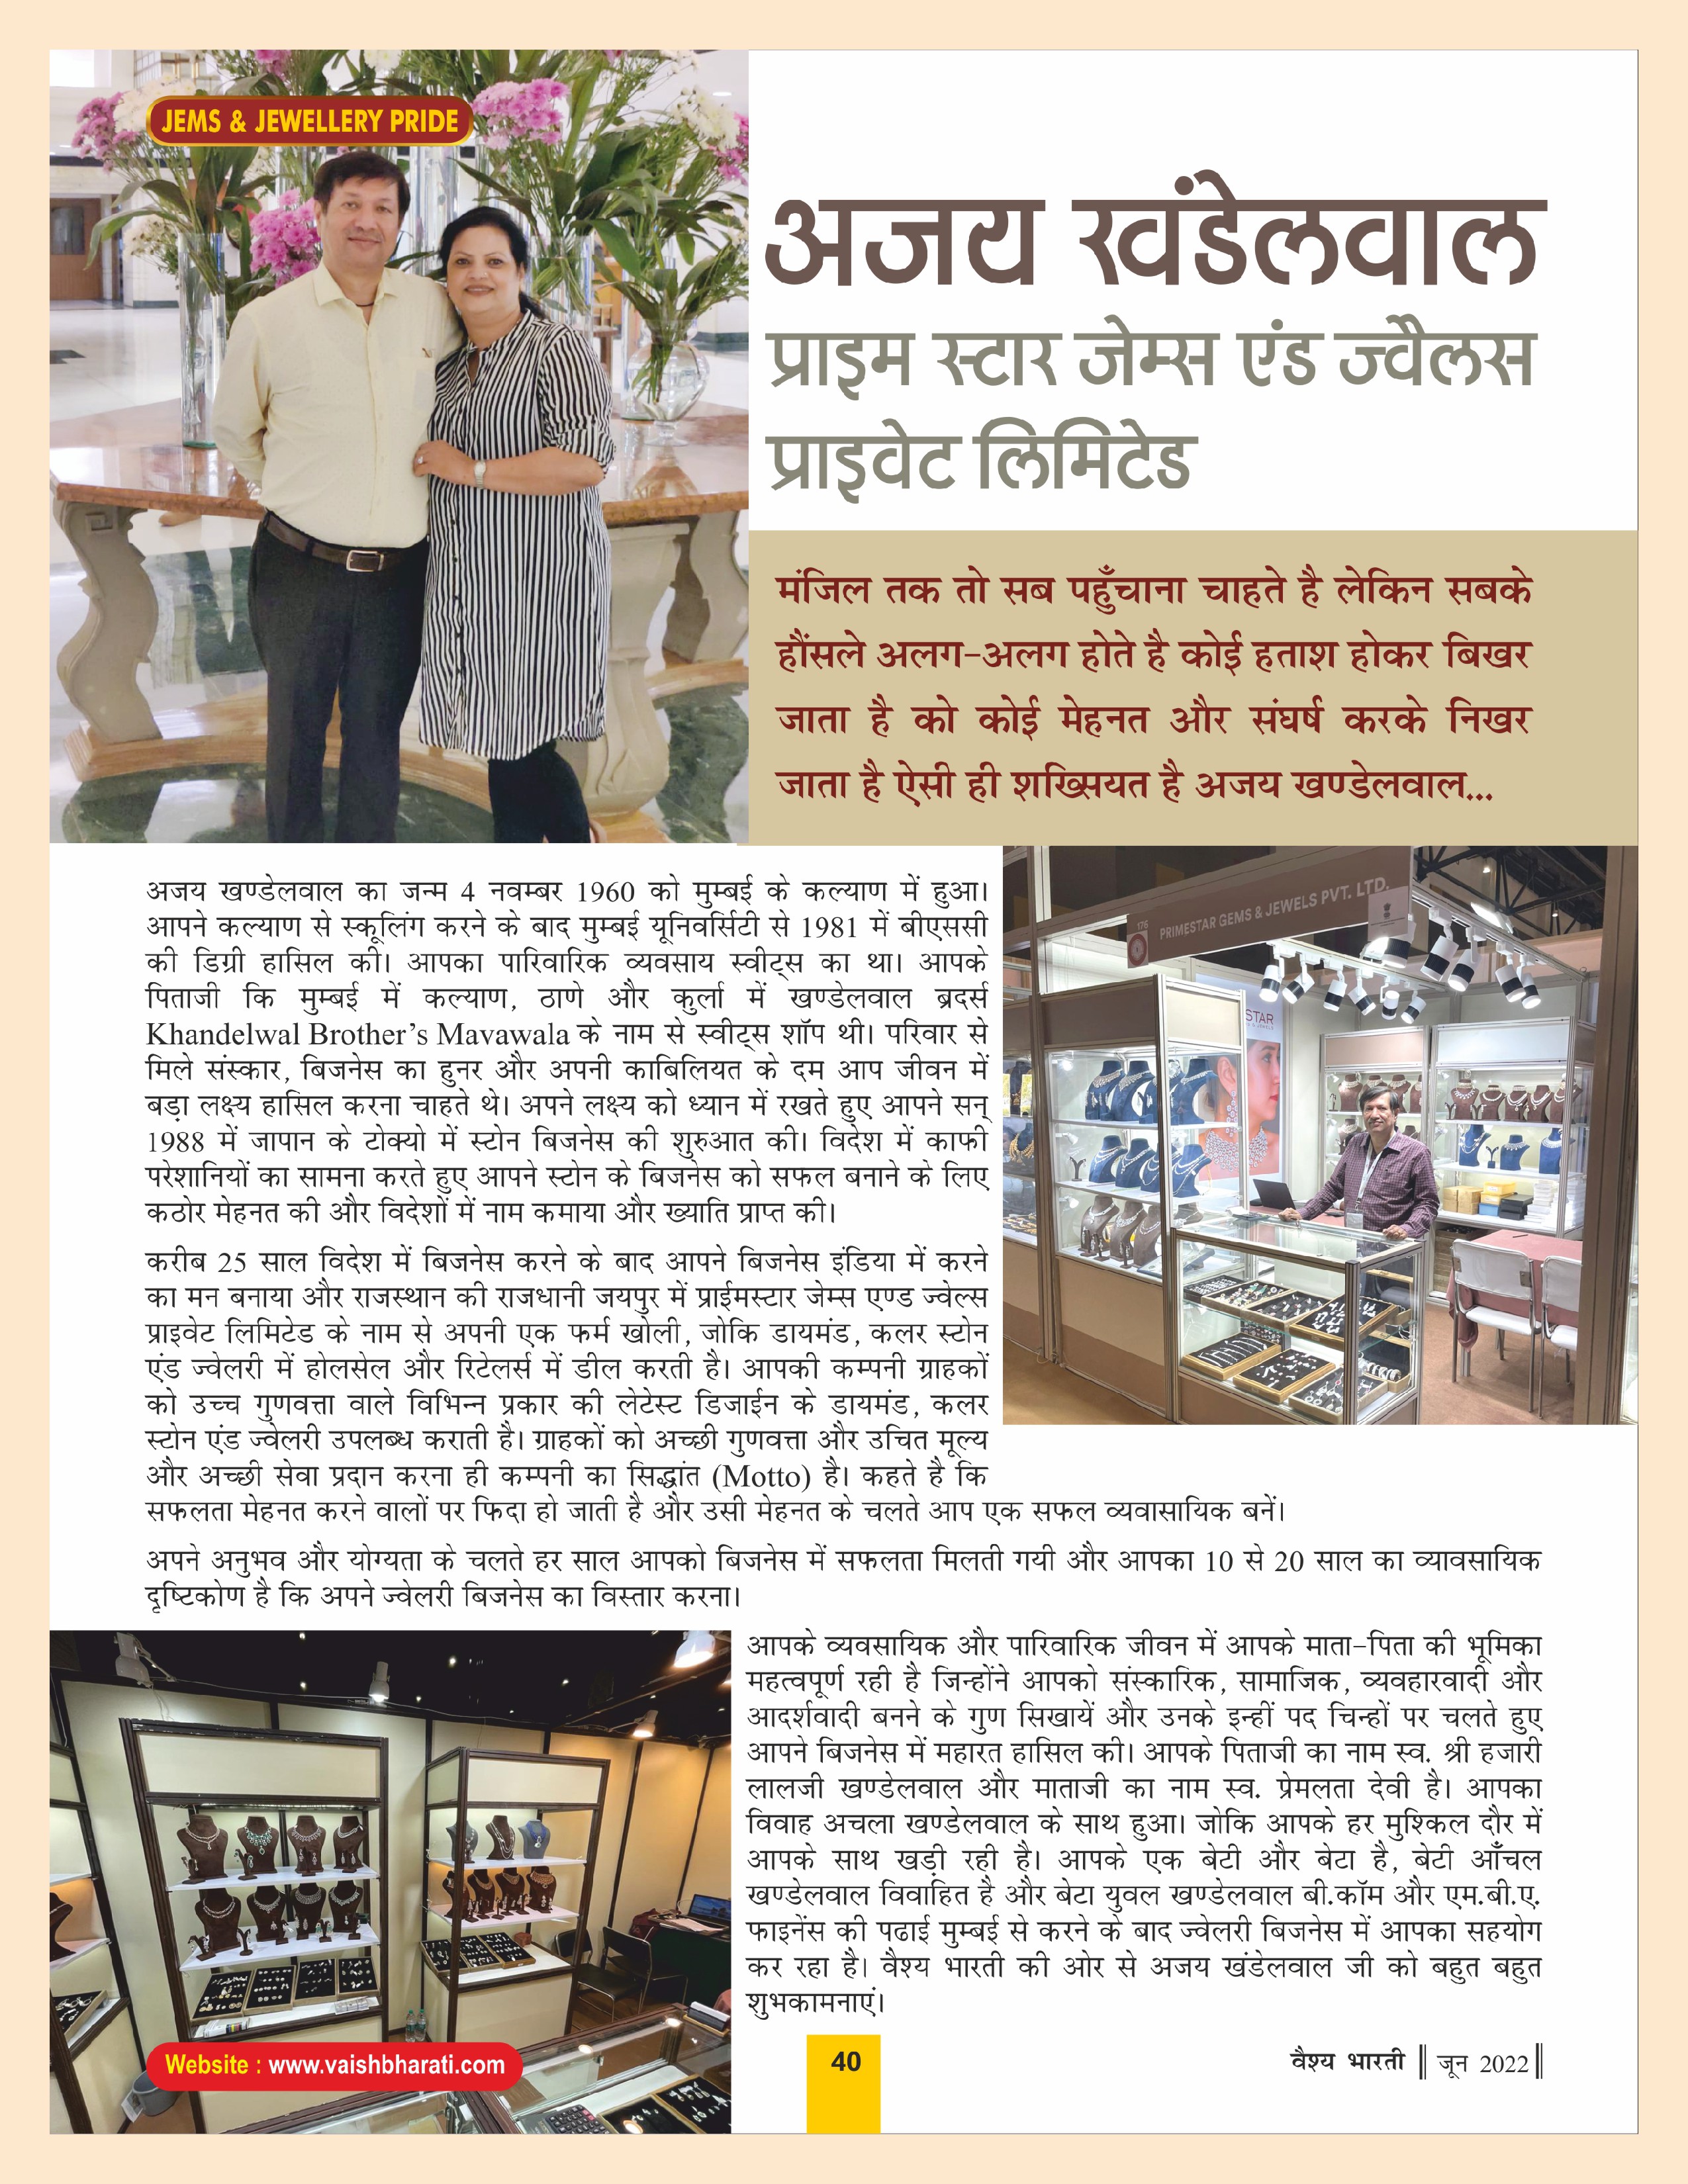 JEMS & JEWELLERY PRIDE
अजय खंडेलवाल
प्राइम स्टार जेम्स एंड ज्वैलस
प्राइवेट लिमिटेड
मंजिल तक तो सब पहुँचाना चाहते है लेकिन सबके
हौंसले अलग-अलग होते है कोई हताश होकर बिखर
जाता है को कोई मेहनत और संघर्ष करके निखर
जाता है ऐसी ही शख्सियत है अजय खण्डेलवाल...
अजय खण्डेलवाल का जन्म 4 नवम्बर 1960 को मुम्बई के कल्याण में हुआ।
आपने कल्याण से स्कूलिंग करने के बाद मुम्बई यूनिवर्सिटी से 1981 में बीएससी
की डिग्री हासिल की। आपका पारिवारिक व्यवसाय स्वीट्स का था। आपके
पिताजी कि मुम्बई में कल्याण, ठाणे और कुर्ला में खण्डेलवाल ब्रदर्स
Khandelwal Brother's Mavawala के नाम से स्वीट्स शॉप थी। परिवार से
मिले संस्कार, बिजनेस का हुनर और अपनी काबिलियत के दम आप जीवन में
बड़ा लक्ष्य हासिल करना चाहते थे। अपने लक्ष्य को ध्यान में रखते हुए आपने सन्
1988 में जापान के टोक्यो में स्टोन बिजनेस की शुरुआत की। विदेश में काफी
परेशानियों का सामना करते हुए आपने स्टोन के बिजनेस को सफल बनाने के लिए
कठोर मेहनत की और विदेशों में नाम कमाया और ख्याति प्राप्त की।
करीब 25 साल विदेश में बिजनेस करने के बाद आपने बिजनेस इंडिया में करने
का मन बनाया और राजस्थान की राजधानी जयपुर में प्राईमस्टार जेम्स एण्ड ज्वेल्स
प्राइवेट लिमिटेड के नाम से अपनी एक फर्म खोली, जोकि डायमंड, कलर स्टोन
एंड ज्वेलरी में होलसेल और रिटेलर्स में डील करती है। आपकी कम्पनी ग्राहकों
को उच्च गुणवत्ता वाले विभिन्न प्रकार की लेटेस्ट डिजाईन के डायमंड, कलर
स्टोन एंड ज्वेलरी उपलब्ध कराती है। ग्राहकों को अच्छी गुणवत्ता और उचित मूल्य
और अच्छी सेवा प्रदान करना ही कम्पनी का सिद्धांत (Motto) है। कहते है कि
सफलता मेहनत करने वालों पर फिदा हो जाती है और उसी मेहनत के चलते आप एक सफल व्यवासायिक बनें।
अपने अनुभव और योग्यता के चलते हर साल आपको बिजनेस में सफलता मिलती गयी और आपका 10 से 20 साल का व्यावसायिक
दृष्टिकोण है कि अपने ज्वेलरी बिजनेस का विस्तार करना।
1716
PRIMESTAR GEMS & JEWELS PVT. LTD.
STAR
आपके व्यवसायिक और पारिवारिक जीवन में आपके माता-पिता की भूमिका
महत्वपूर्ण रही है जिन्होंने आपको संस्कारिक, सामाजिक, व्यवहारवादी और
आदर्शवादी बनने के गुण सिखायें और उनके इन्हीं पद चिन्हों पर चलते हुए
आपने बिजनेस में महारत हासिल की। आपके पिताजी का नाम स्व. श्री हजारी
लालजी खण्डेलवाल और माताजी का नाम स्व. प्रेमलता देवी है। आपका
विवाह अचला खण्डेलवाल के साथ हुआ। जोकि आपके हर मुश्किल दौर में
आपके साथ खड़ी रही है। आपके एक बेटी और बेटा है, बेटी आँचल
खण्डेलवाल विवाहित है और बेटा युवल खण्डेलवाल बी.कॉम और एम.बी.ए.
फाइनेंस की पढाई मुम्बई से करने के बाद ज्वेलरी बिजनेस में आपका सहयोग
कर रहा है। वैश्य भारती की ओर से अजय खंडेलवाल जी को बहुत बहुत
शुभकामनाएं।
Website : www.vaishbharati.com
40
वैश्य भारती || जून 2022 ||